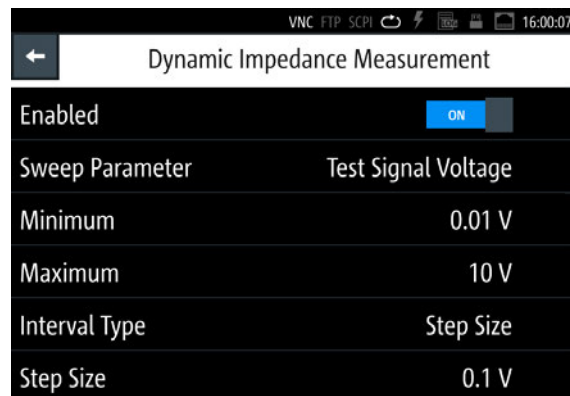 VNC FTP SCPI 16:00:07
Dynamic Impedance Measurement
Enabled ON
Sweep Parameter Test Signal Voltage
Minimum 0.01 V
Maximum 10 V
Interval Type Step Size
Step Size 0.1 V